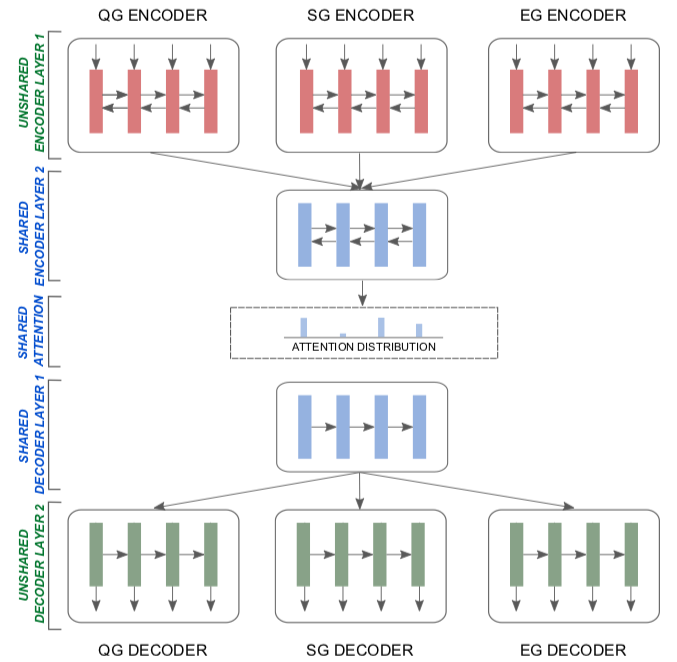 QG ENCODER
SG ENCODER
EG ENCODER
UNSHARED
ENCODER LAYER 1
SHARED
ENCODER LAYER 2
SHARED
ATTENTION
ATTENTION DISTRIBUTION
SHARED
DECODER LAYER 1
UNSHARED
DECODER LAYER 2
QG DECODER
SG DECODER
EG DECODER